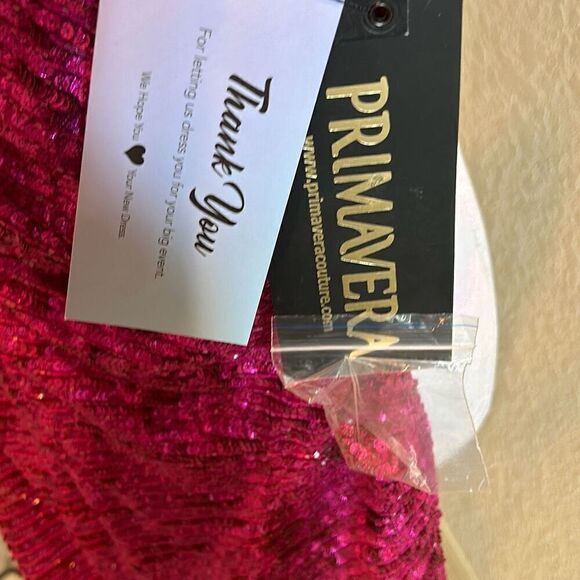 Thank You
For letting us dress you for your big event.
We Hope You ♥ Your New Dress.
PRIMAVERA
www.primaveracouture.com